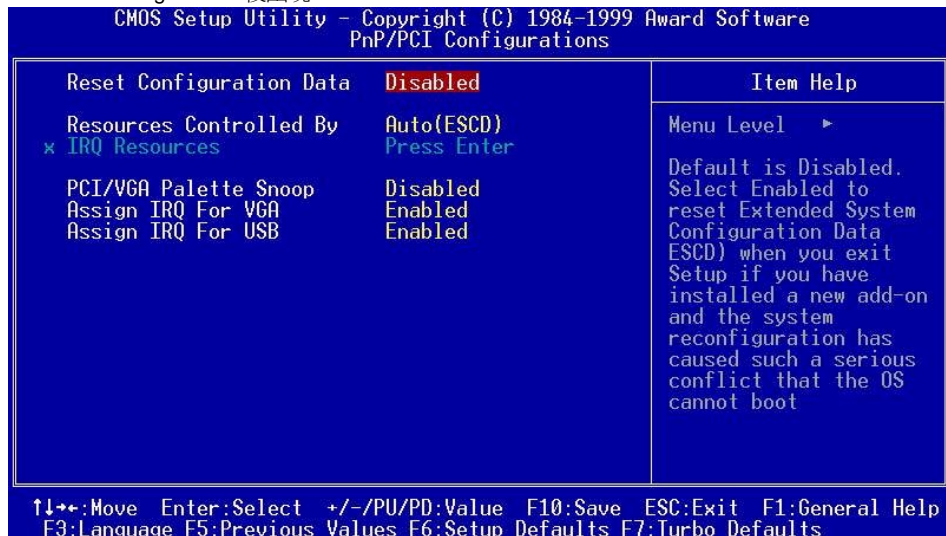 CMOS Setup Utility – Copyright (C) 1984-1999 Award Software
PnP/PCI Configurations
Reset Configuration Data Disabled
Resources Controlled By Auto(ESCD)
x IRQ Resources Press Enter
PCI/VGA Palette Snoop Disabled
Assign IRQ For VGA Enabled
Assign IRQ For USB Enabled
Item Help
Menu Level ►
Default is Disabled.
Select Enabled to
reset Extended System
Configuration Data
ESCD) when you exit
Setup if you have
installed a new add-on
and the system
reconfiguration has
caused such a serious
conflict that the OS
cannot boot
↑↓→←:Move Enter:Select +/-/PU/PD:Value F10:Save ESC:Exit F1:General Help
F3:Language F5:Previous Values F6:Setup Defaults F7:Turbo Defaults